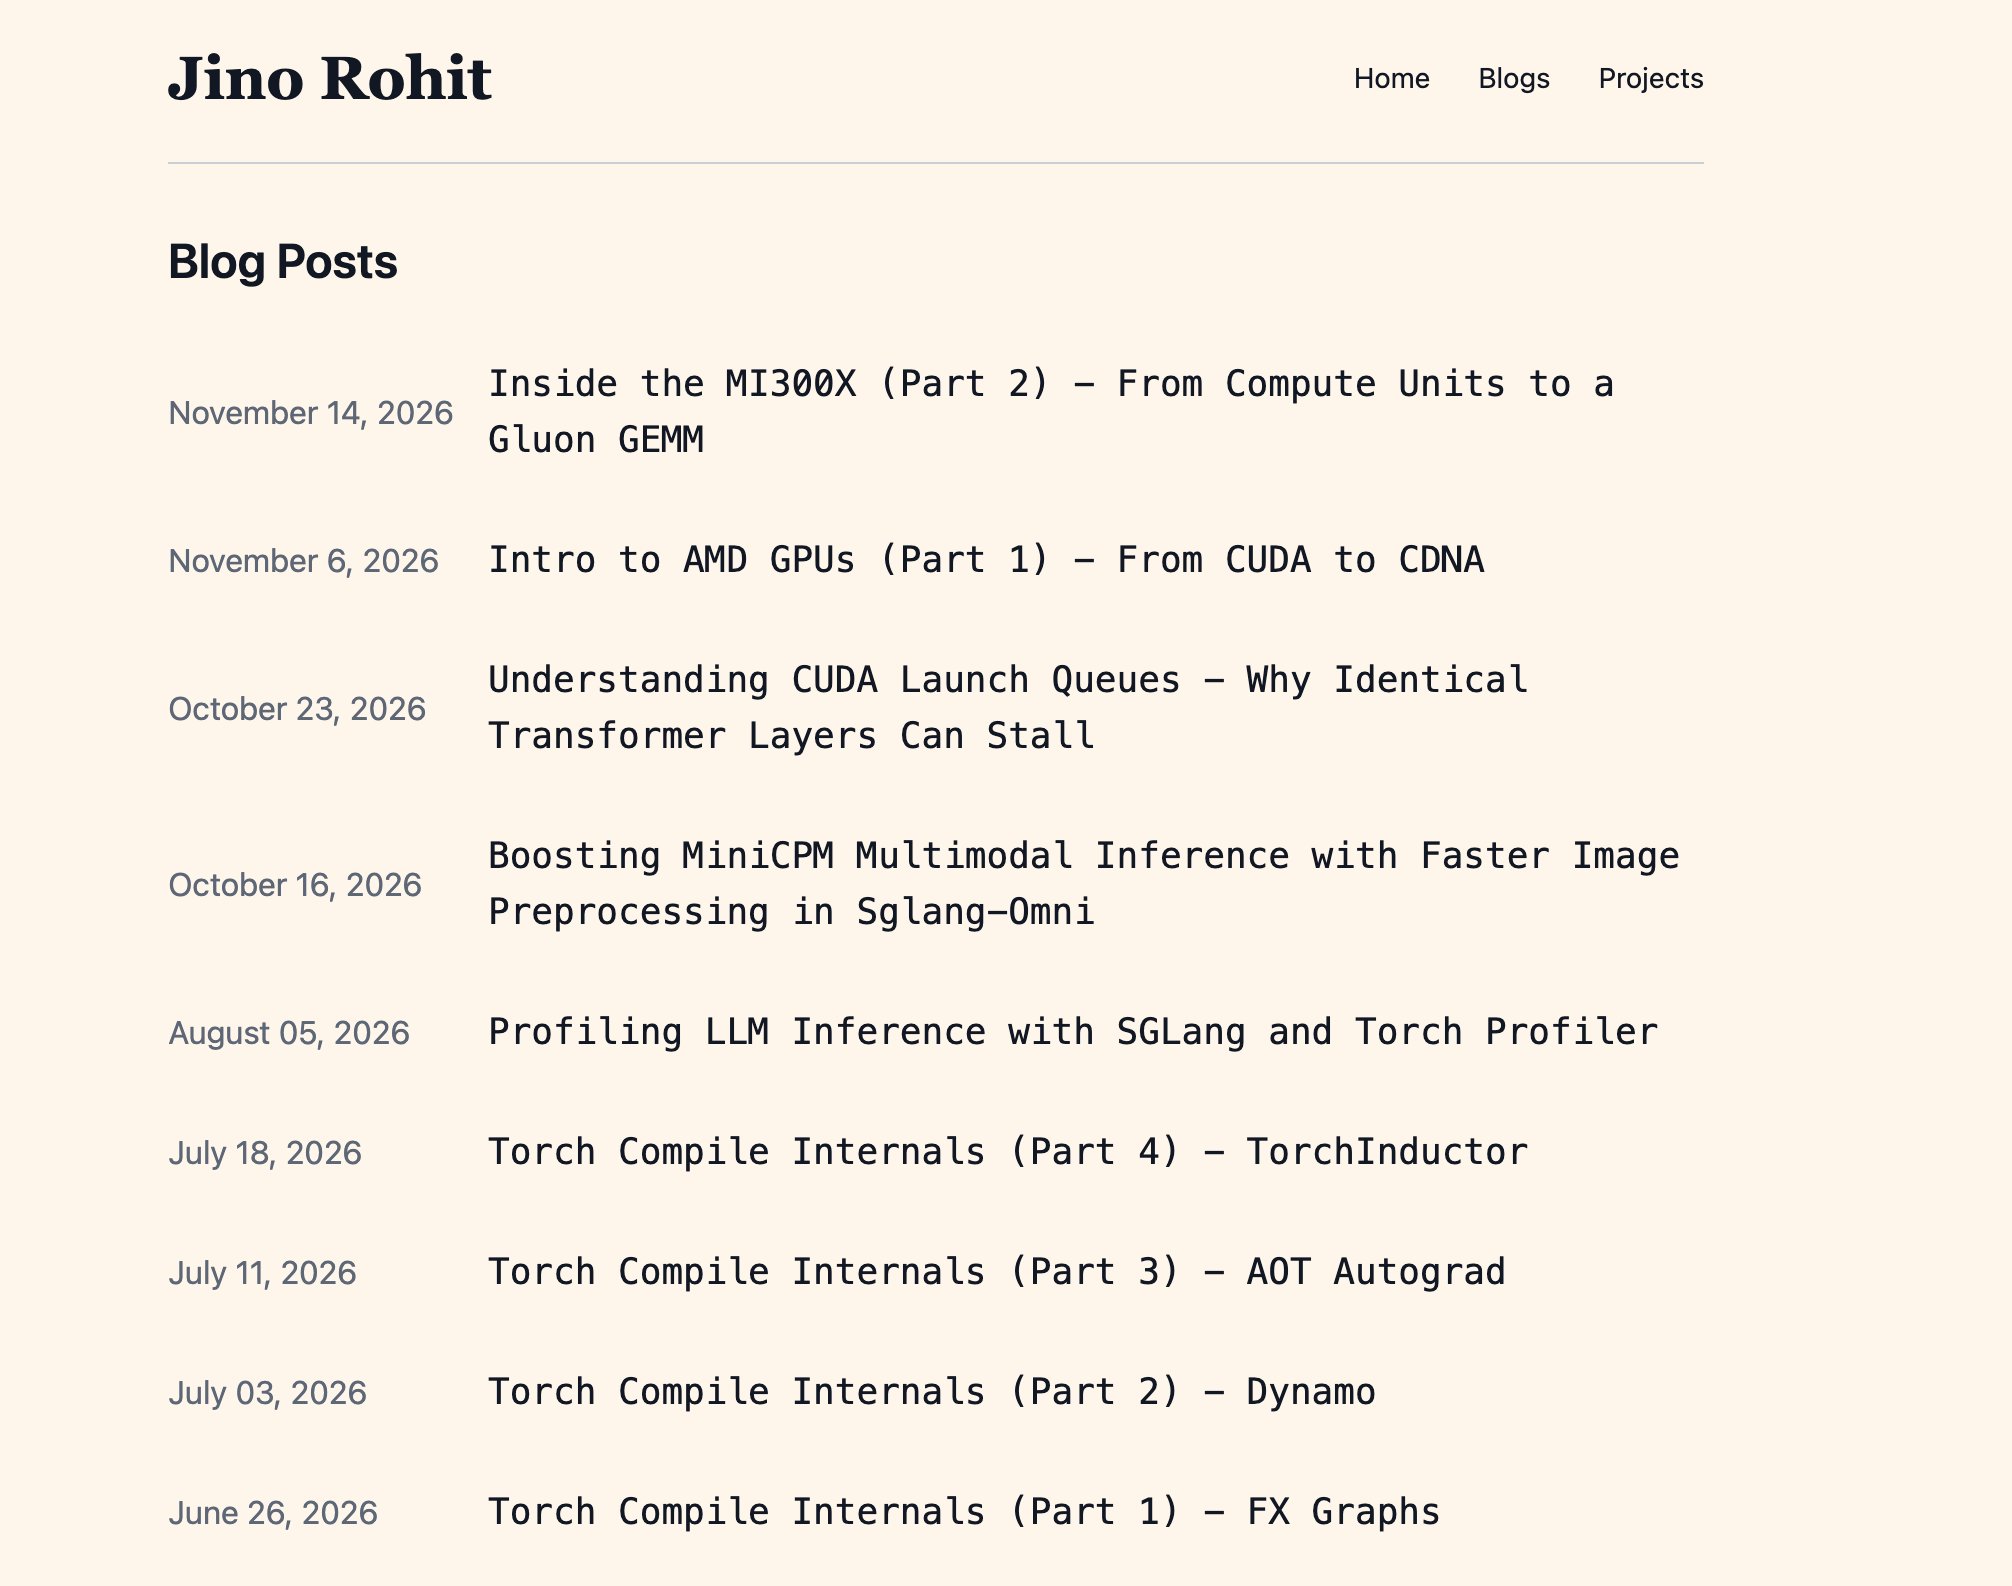 Jino Rohit
Home Blogs Projects
Blog Posts
November 14, 2026
Inside the MI300X (Part 2) – From Compute Units to a
Gluon GEMM
November 6, 2026
Intro to AMD GPUs (Part 1) – From CUDA to CDNA
October 23, 2026
Understanding CUDA Launch Queues – Why Identical
Transformer Layers Can Stall
October 16, 2026
Boosting MiniCPM Multimodal Inference with Faster Image
Preprocessing in Sglang-Omni
August 05, 2026
Profiling LLM Inference with SGLang and Torch Profiler
July 18, 2026
Torch Compile Internals (Part 4) – TorchInductor
July 11, 2026
Torch Compile Internals (Part 3) – AOT Autograd
July 03, 2026
Torch Compile Internals (Part 2) – Dynamo
June 26, 2026
Torch Compile Internals (Part 1) – FX Graphs